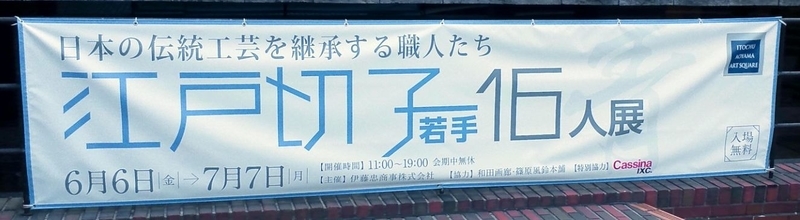 日本の伝統工芸を継承する職人たち
ITOCHU
AOYAMA
ART SQUARE
江戸切子若手16人展
【開催時間】11:00〜19:00 会期中無休
6月6日|金|→7月7日|月|
【主催】伊藤忠商事株式会社 【協力】和田画廊・篠原風鈴本舗 【特別協力】Cassina IXC.
入場
無料